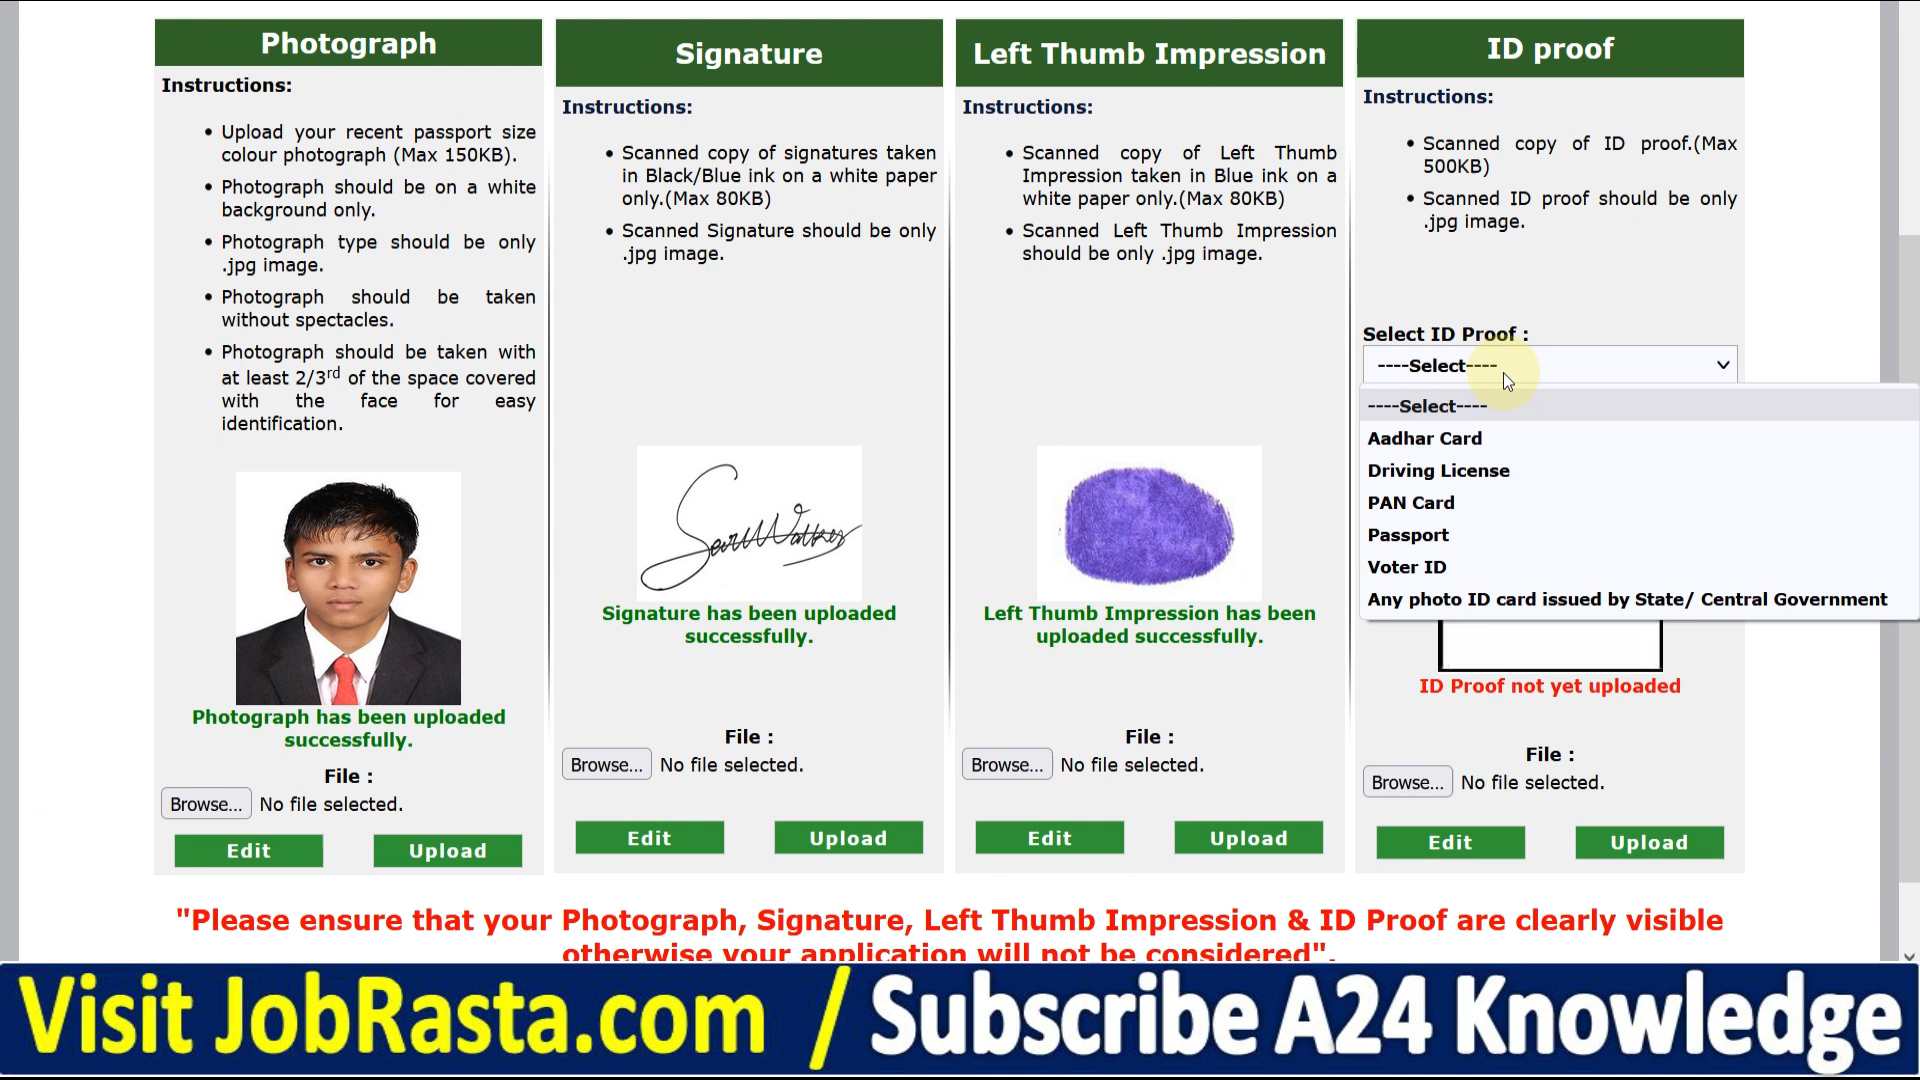 Photograph
Instructions:
• Upload your recent passport size
colour photograph (Max 150KB).
• Photograph should be on a white
background only.
• Photograph type should be only
.jpg image.
• Photograph should be taken
without spectacles.
• Photograph should be taken with
at least 2/3rd of the space covered
with the face for easy
identification.
Photograph has been uploaded
successfully.
File :
Browse... No file selected.
Edit Upload
Signature
Instructions:
• Scanned copy of signatures taken
in Black/Blue ink on a white paper
only.(Max 80KB)
• Scanned Signature should be only
.jpg image.
Signature has been uploaded
successfully.
File :
Browse... No file selected.
Edit Upload
Left Thumb Impression
Instructions:
• Scanned copy of Left Thumb
Impression taken in Blue ink on a
white paper only.(Max 80KB)
• Scanned Left Thumb Impression
should be only .jpg image.
Left Thumb Impression has been
uploaded successfully.
File :
Browse... No file selected.
Edit Upload
ID proof
Instructions:
• Scanned copy of ID proof.(Max
500KB)
• Scanned ID proof should be only
.jpg image.
Select ID Proof :
----Select----
----Select----
Aadhar Card
Driving License
PAN Card
Passport
Voter ID
Any photo ID card issued by State/ Central Government
ID Proof not yet uploaded
File :
Browse... No file selected.
Edit Upload
"Please ensure that your Photograph, Signature, Left Thumb Impression & ID Proof are clearly visible
otherwise your application will not be considered".
Visit JobRasta.com / Subscribe A24 Knowledge